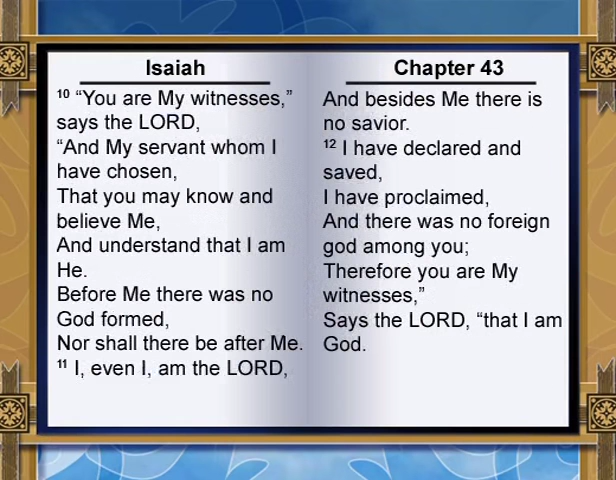 Isaiah
10 “You are My witnesses,”
says the LORD,
“And My servant whom I
have chosen,
That you may know and
believe Me,
And understand that I am
He.
Before Me there was no
God formed,
Nor shall there be after Me.
11 I, even I, am the LORD,
Chapter 43
And besides Me there is
no savior.
12 I have declared and
saved,
I have proclaimed,
And there was no foreign
god among you;
Therefore you are My
witnesses,”
Says the LORD, “that I am
God.